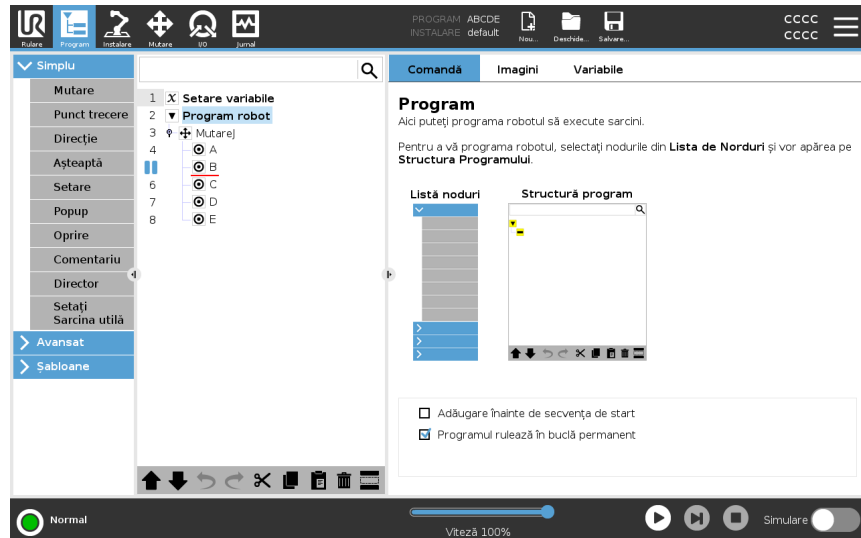 UR
Rulare
Program
Instalare
Mutare
I/O
Jurnal
PROGRAM ABCDE
INSTALARE default
Nou...
Deschide...
Salvare...
CCCC
CCCC
Simplu
Mutare
Punct trecere
Direcție
Așteaptă
Setare
Popup
Oprire
Comentariu
Director
Setați
Sarcina utilă
Avansat
Șabloane
1 X Setare variabile
2 Program robot
3 MutareJ
4 A
B
6 C
7 D
8 E
Comandă
Imagini
Variabile
Program
Aici puteți programa robotul să execute sarcini.
Pentru a vă programa robotul, selectați nodurile din Lista de Norduri și vor apărea pe
Structura Programului.
Listă noduri
Structură program
Adăugare înainte de secvența de start
Programul rulează în buclă permanent
Normal
Viteză 100%
Simulare